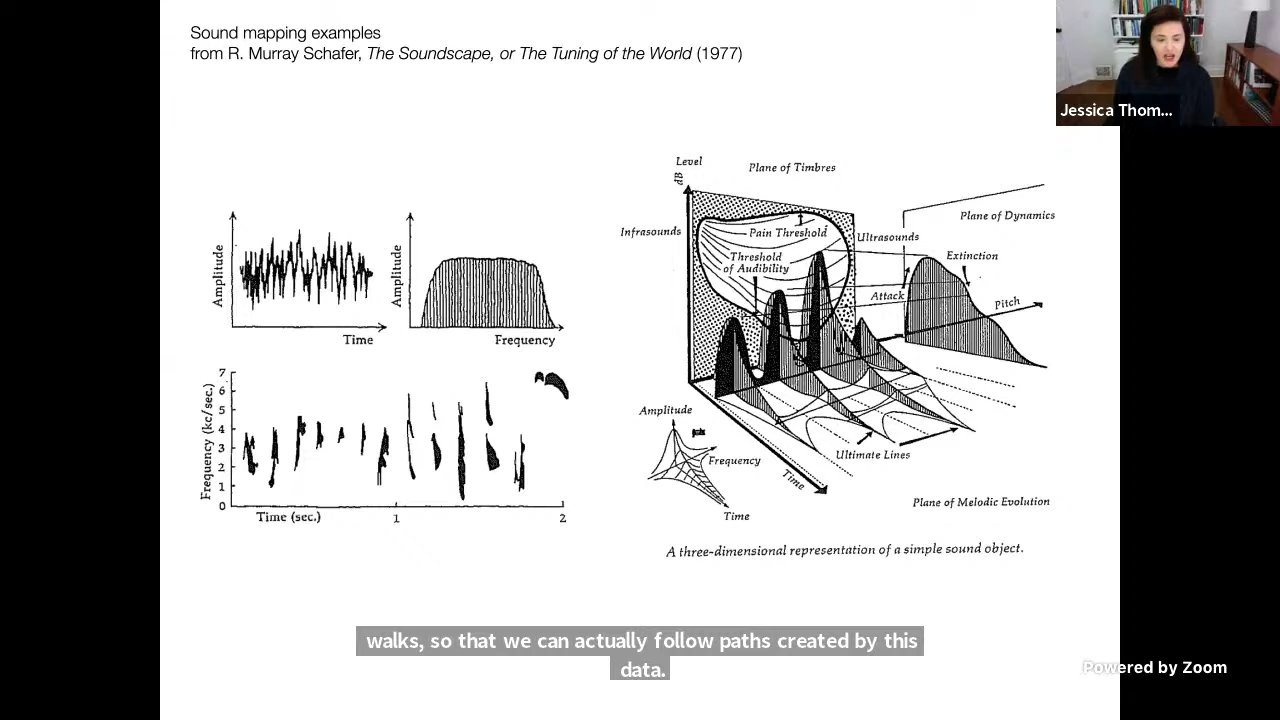 Sound mapping examples
from R. Murray Schafer, The Soundscape, or The Tuning of the World (1977)
Jessica Thom...
Amplitude
Time
Amplitude
Frequency
Frequency (kc/sec.)
7
6
5
4
3
2
1
0
Time (sec.)
1
2
Level
dB
Plane of Timbres
Plane of Dynamics
Infrasounds
Pain Threshold
Ultrasounds
Threshold
of Audibility
Extinction
Attack
Pitch
Amplitude
Frequency
Time
Time
Ultimate Lines
Plane of Melodic Evolution
A three-dimensional representation of a simple sound object.
walks, so that we can actually follow paths created by this
data.
Powered by Zoom